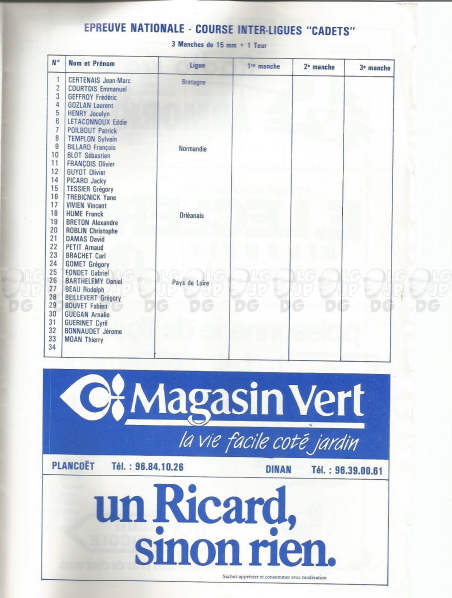 EPREUVE NATIONALE - COURSE INTER-LIGUES "CADETS"
3 Manches de 15 mm + 1 Tour
N° Nom et Prénom Ligue 1re manche 2e manche 3e manche
1 CERTENAIS Jean-Marc Bretagne
2 COURTOIS Emmanuel
3 GEFFROY Frédéric
4 GOZLAN Laurent
5 HENRY Jocelyn
6 LETACONNOUX Eddie
7 POILBOUT Patrick
8 TEMPLON Sylvain
9 BILLARD François Normandie
10 BLOT Sébastien
11 FRANÇOIS Olivier
12 GUYOT Olivier
14 PICARD Jacky
15 TESSIER Grégory
16 TREBICNICK Yane
17 VIVIEN Vincent
18 HUME Franck Orléanais
19 BRETON Alexandre
20 ROBLIN Christophe
21 DAMAS David
22 PETIT Arnaud
23 BRACHET Carl
24 GOMET Grégory
25 FONDET Gabriel
26 BARTHELEMY Daniel Pays de Loire
27 BEAU Rodolph
28 BELLEVERT Grégory
29 BOUVET Fabien
30 GUEGAN Arnalie
31 GUERINET Cyril
32 BONNAUDET Jérome
33 MOAN Thierry
34
Magasin Vert
la vie facile coté jardin
PLANCOËT Tél. : 96.84.10.26 DINAN Tél. : 96.39.00.61
un Ricard,
sinon rien.
Sachez apprécier et consommer avec modération